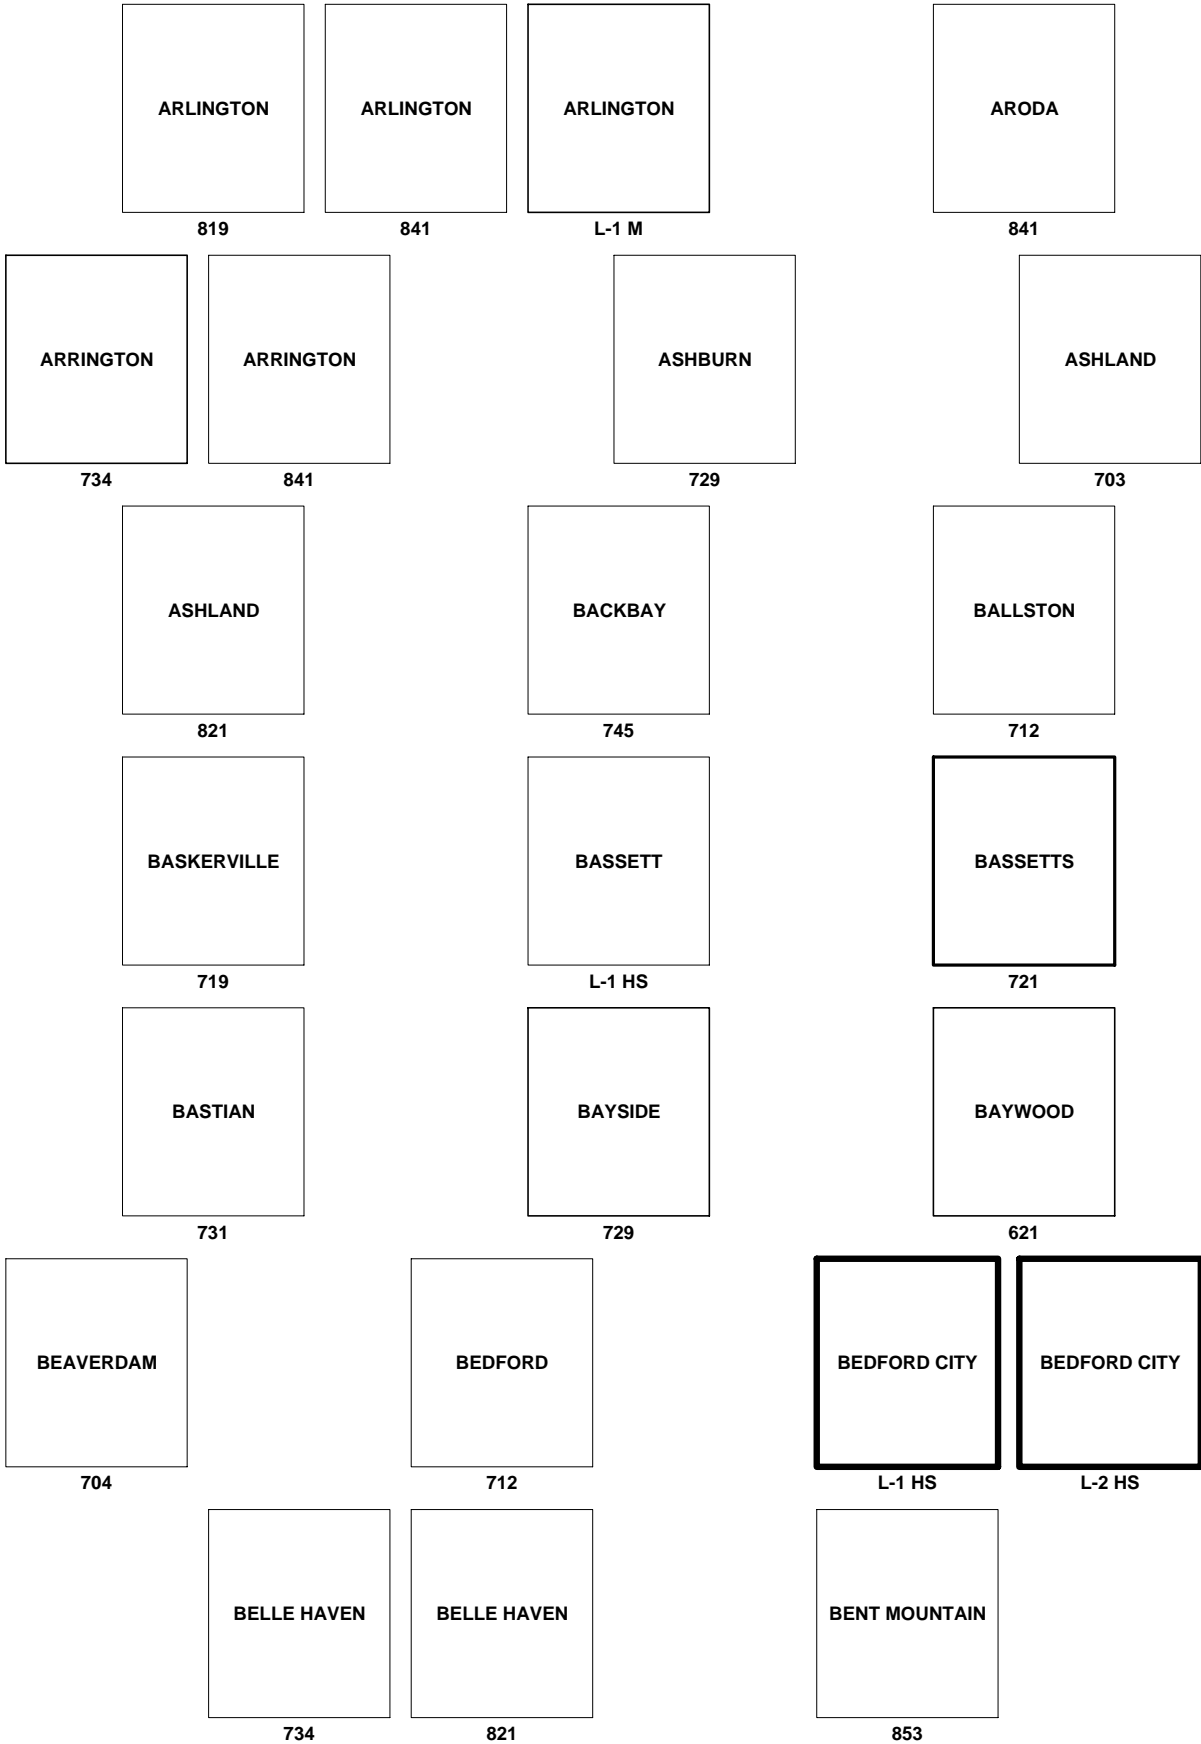 ARLINGTON ARLINGTON ARLINGTON ARODA
819 841 L-1 M 841
ARRINGTON ARRINGTON ASHBURN ASHLAND
734 841 729 703
ASHLAND BACKBAY BALLSTON
821 745 712
BASKERVILLE BASSETT BASSETTS
719 L-1 HS 721
BASTIAN BAYSIDE BAYWOOD
731 729 621
BEAVERDAM BEDFORD BEDFORD CITY BEDFORD CITY
704 712 L-1 HS L-2 HS
BELLE HAVEN BELLE HAVEN BENT MOUNTAIN
734 821 853